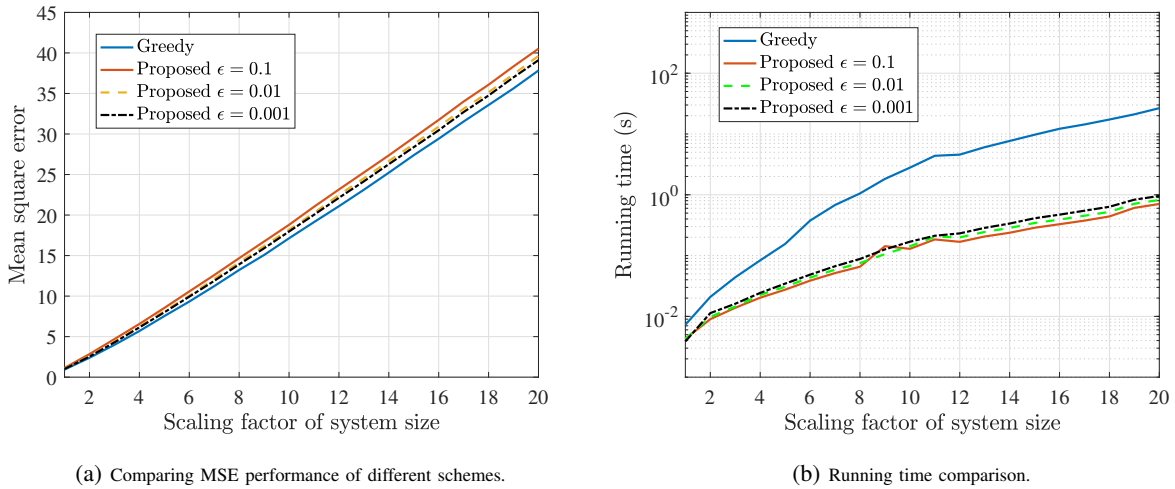 45
40
35
30
25
20
15
10
5
0
Mean square error
Greedy
Proposed ϵ = 0.1
Proposed ϵ = 0.01
Proposed ϵ = 0.001
2 4 6 8 10 12 14 16 18 20
Scaling factor of system size
(a) Comparing MSE performance of different schemes.
10^2
10^0
10^-2
Running time (s)
Greedy
Proposed ϵ = 0.1
Proposed ϵ = 0.01
Proposed ϵ = 0.001
2 4 6 8 10 12 14 16 18 20
Scaling factor of system size
(b) Running time comparison.